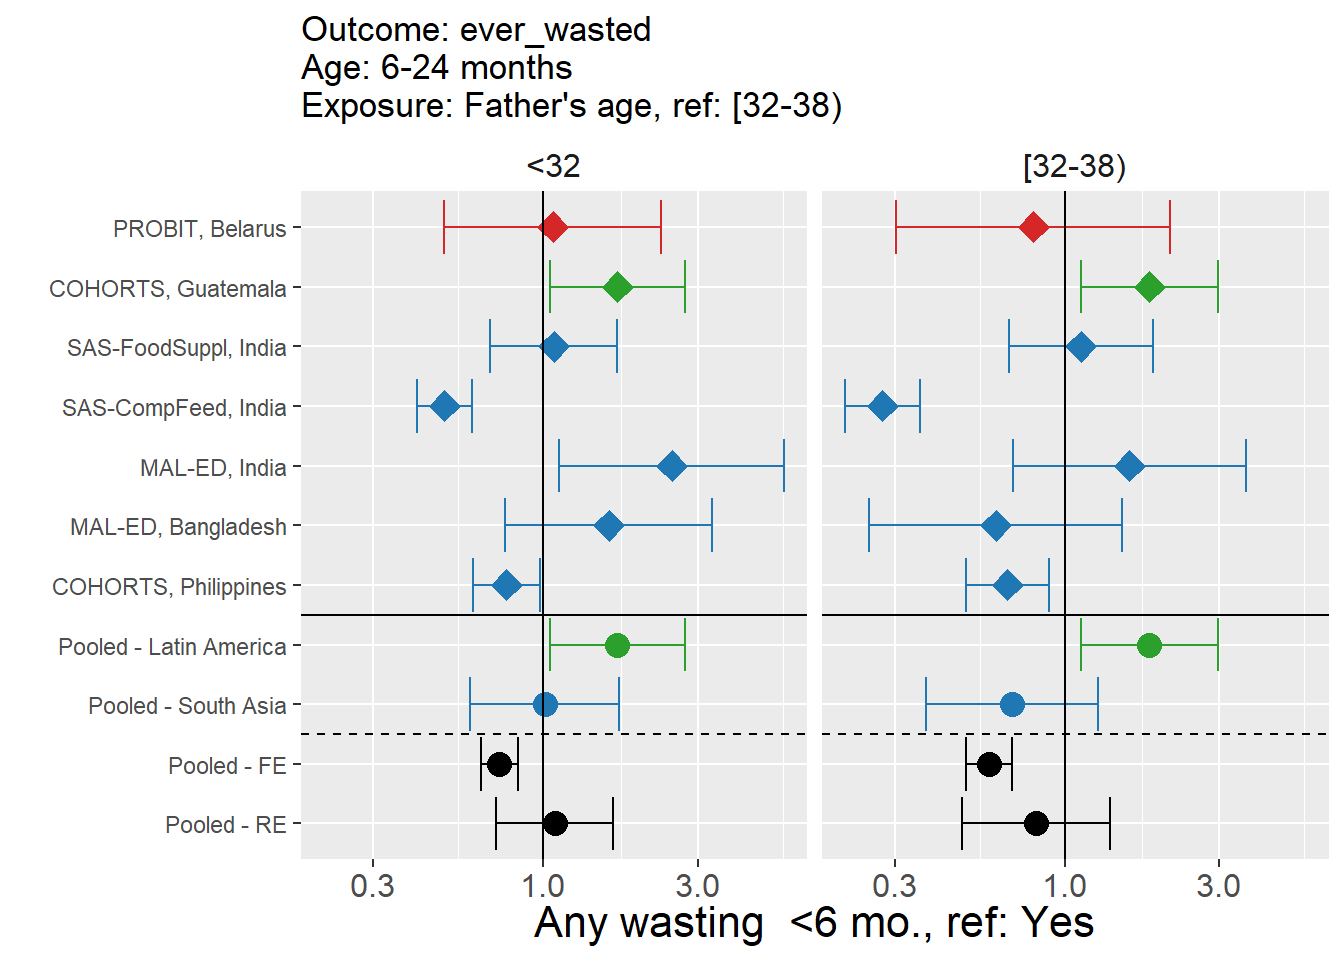 Outcome: ever_wasted
Age: 6-24 months
Exposure: Father's age, ref: [32-38)
<32
[32-38)
PROBIT, Belarus
COHORTS, Guatemala
SAS-FoodSuppl, India
SAS-CompFeed, India
MAL-ED, India
MAL-ED, Bangladesh
COHORTS, Philippines
Pooled - Latin America
Pooled - South Asia
Pooled - FE
Pooled - RE
0.3 1.0 3.0 0.3 1.0 3.0
Any wasting  <6 mo., ref: Yes